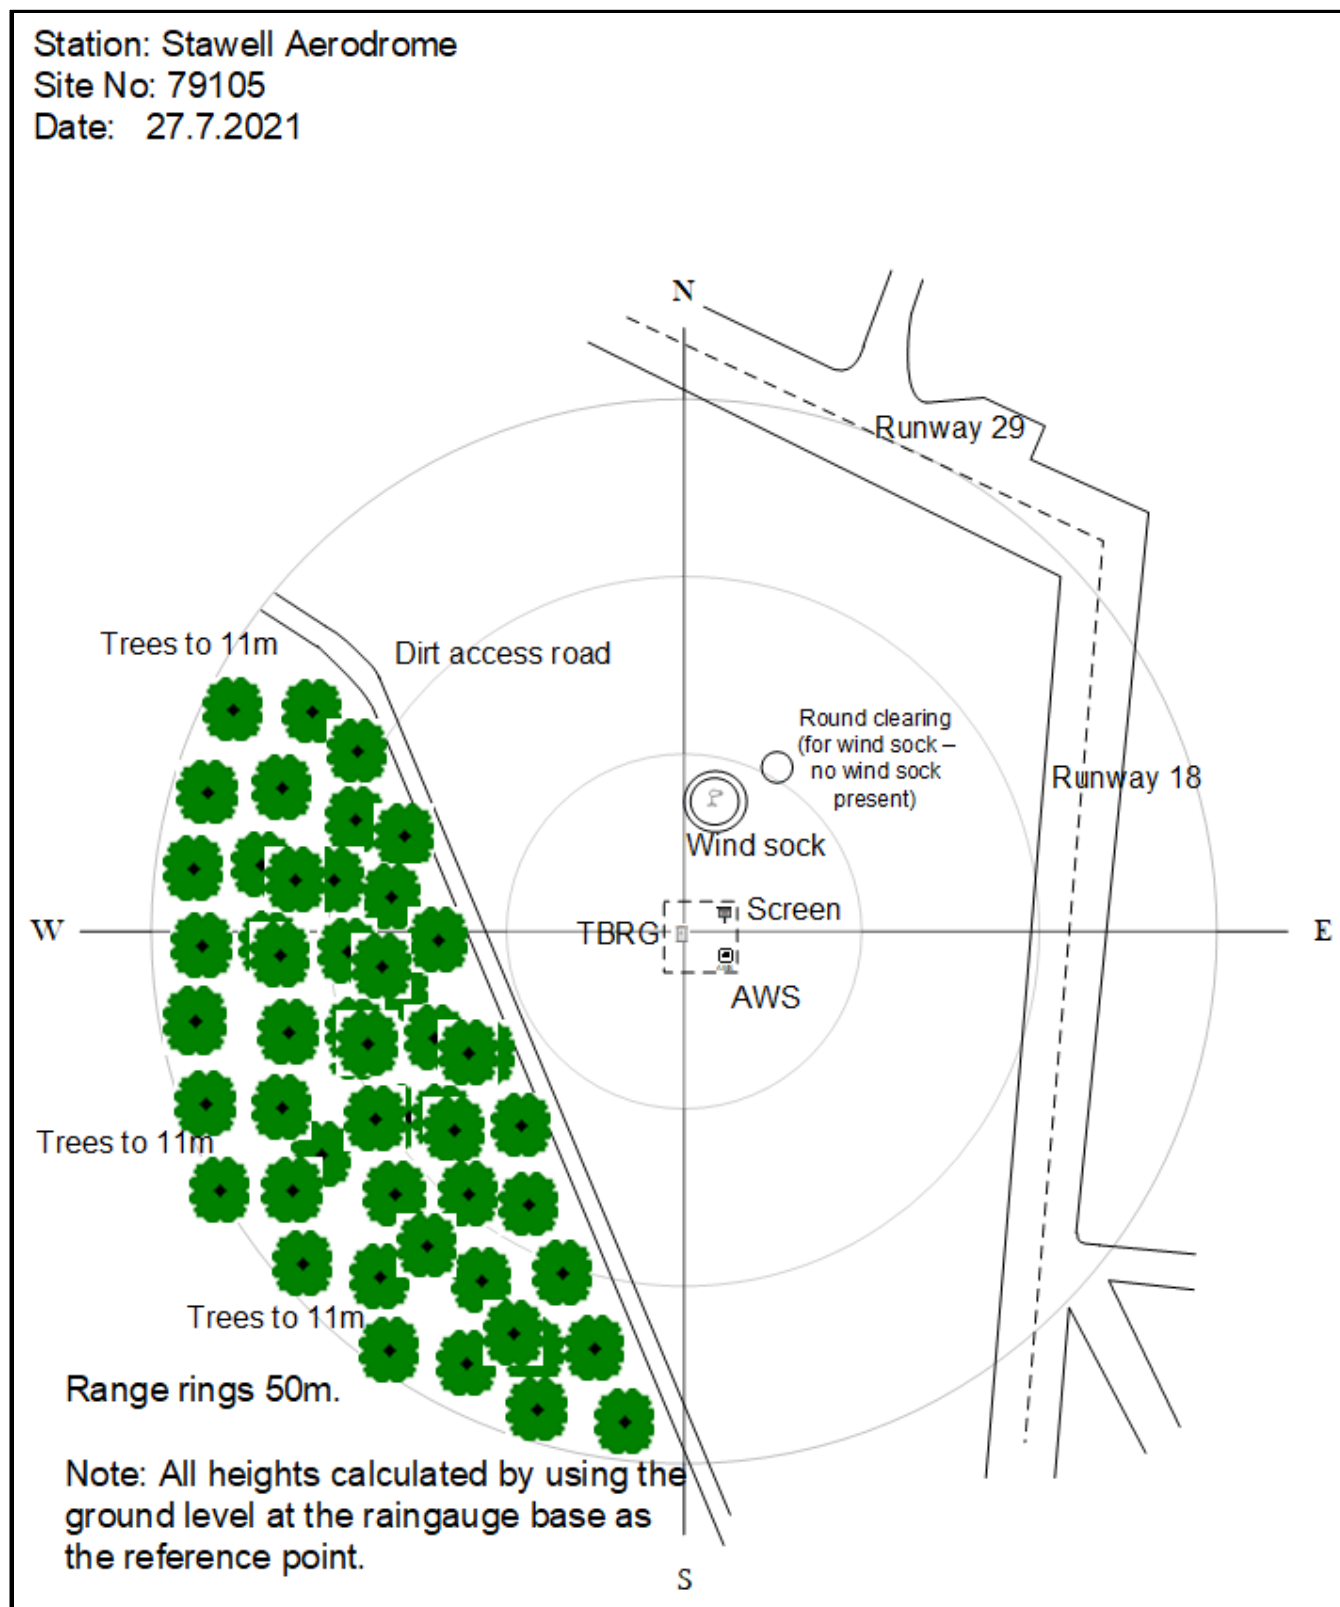 Station: Stawell Aerodrome
Site No: 79105
Date: 27.7.2021
N
Runway 29
Trees to 11m
Dirt access road
Round clearing
(for wind sock –
no wind sock
present)
Runway 18
Wind sock
Screen
W
TBRG
E
AWS
Trees to 11m
Trees to 11m
Range rings 50m.
Note: All heights calculated by using the
ground level at the raingauge base as
the reference point.
S